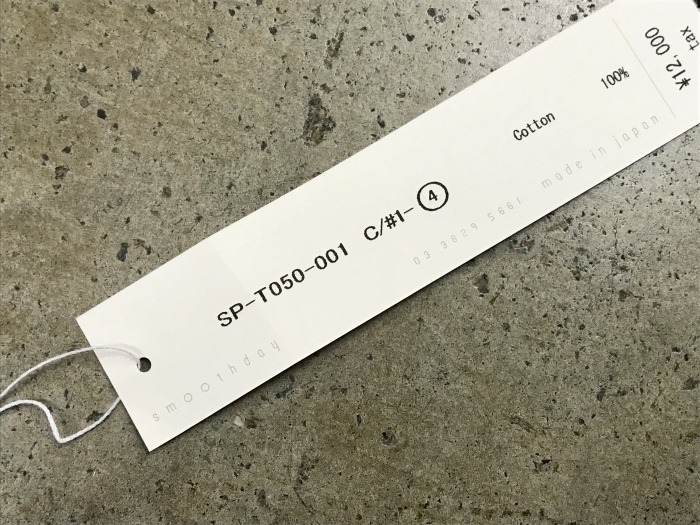 SP-T050-001 C/#1-④
Cotton 100%
¥12,000
tax
smoothday
03 3829 5661 made in japan